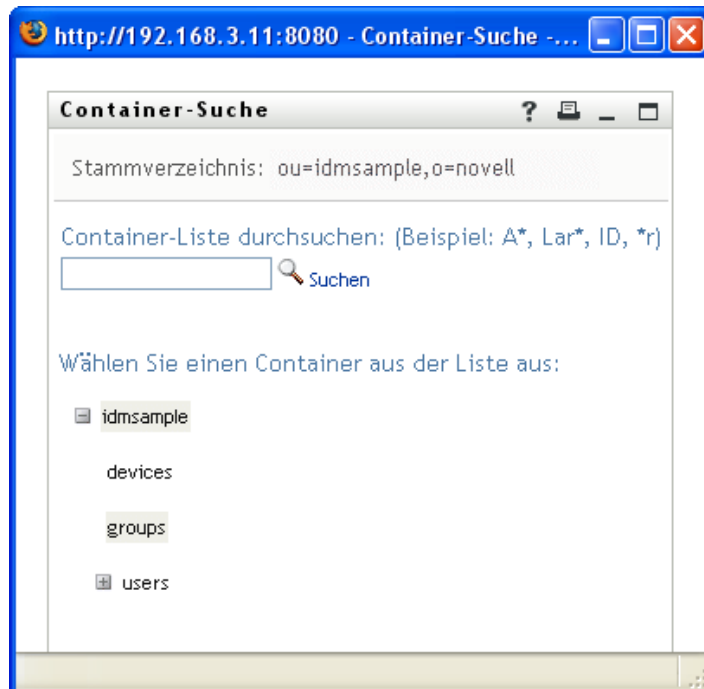 http://192.168.3.11:8080 - Container-Suche -...
Container-Suche
Stammverzeichnis: ou=idmsample,o=novell
Container-Liste durchsuchen: (Beispiel: A*, Lar*, ID, *r)
Suchen
Wählen Sie einen Container aus der Liste aus:
idmsample
devices
groups
users